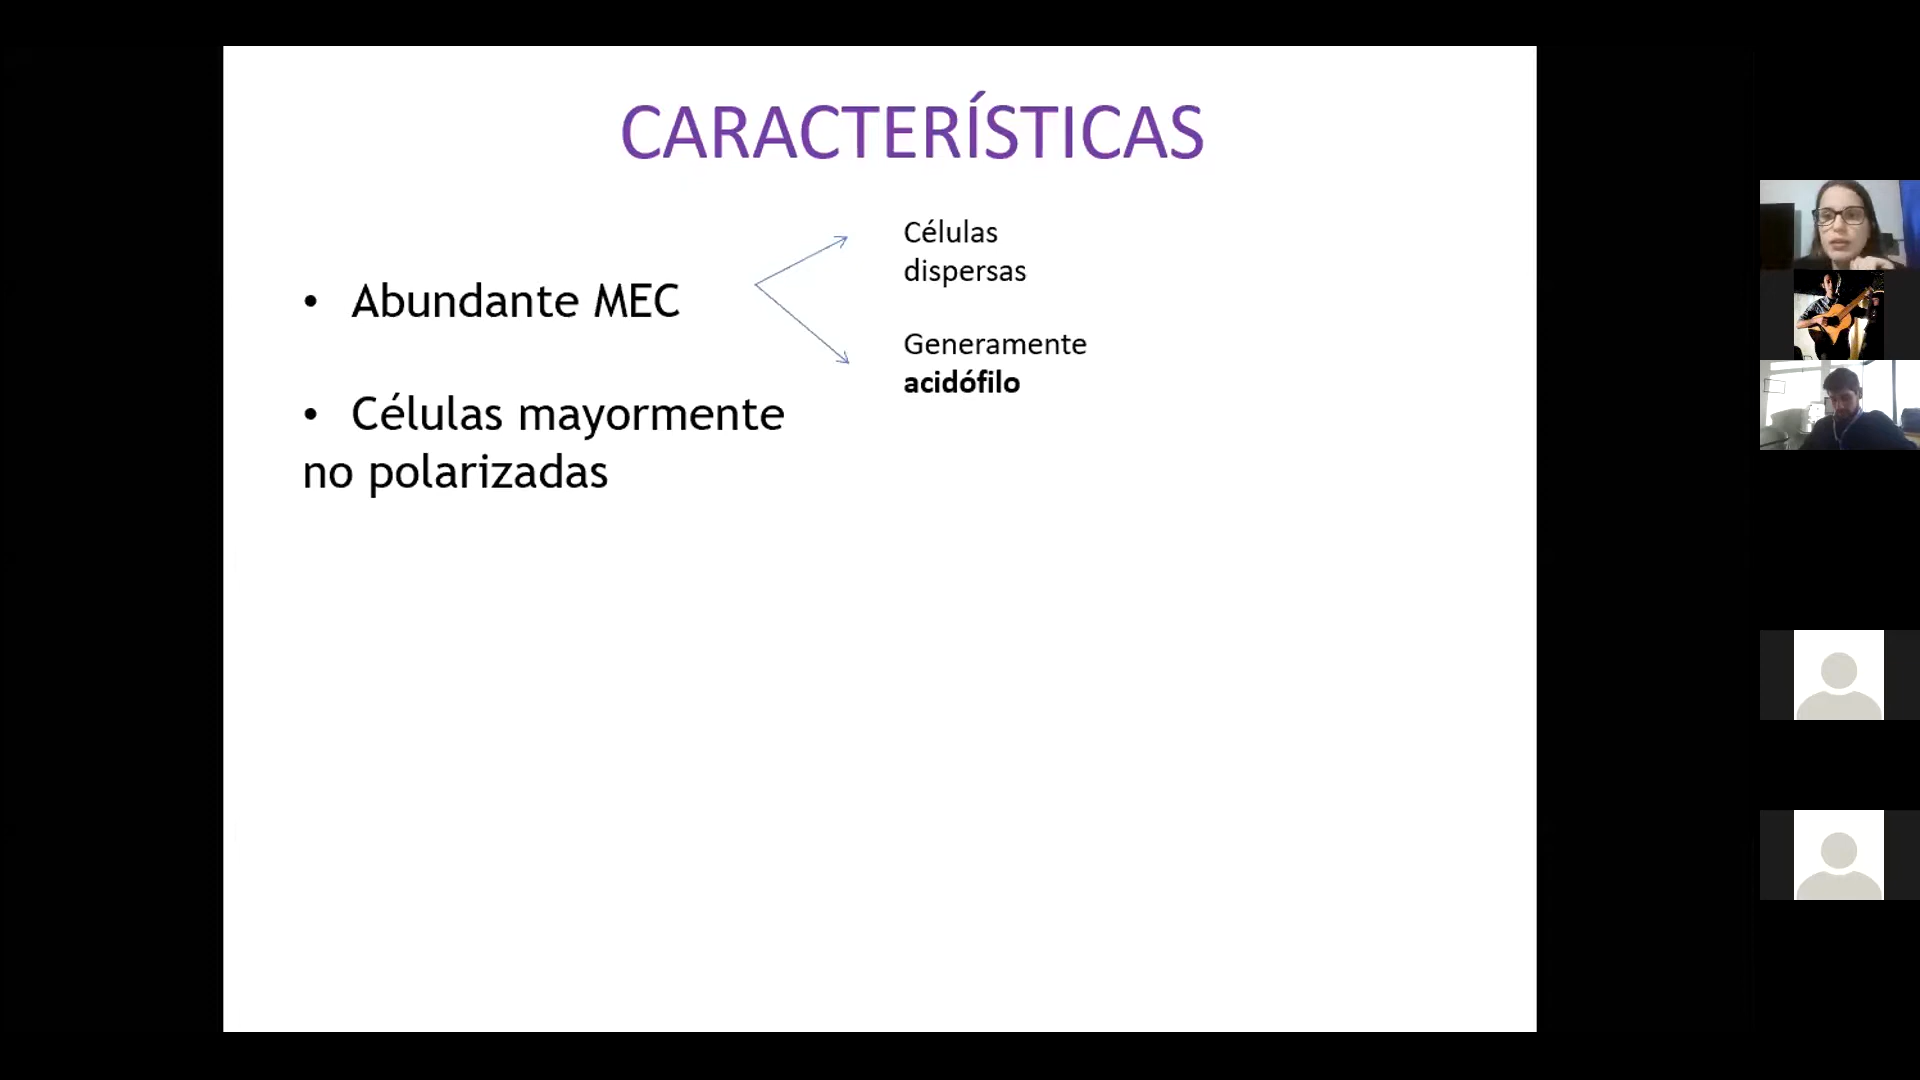 CARACTERÍSTICAS
• Abundante MEC
Células
dispersas
Generamente
acidófilo
• Células mayormente
no polarizadas